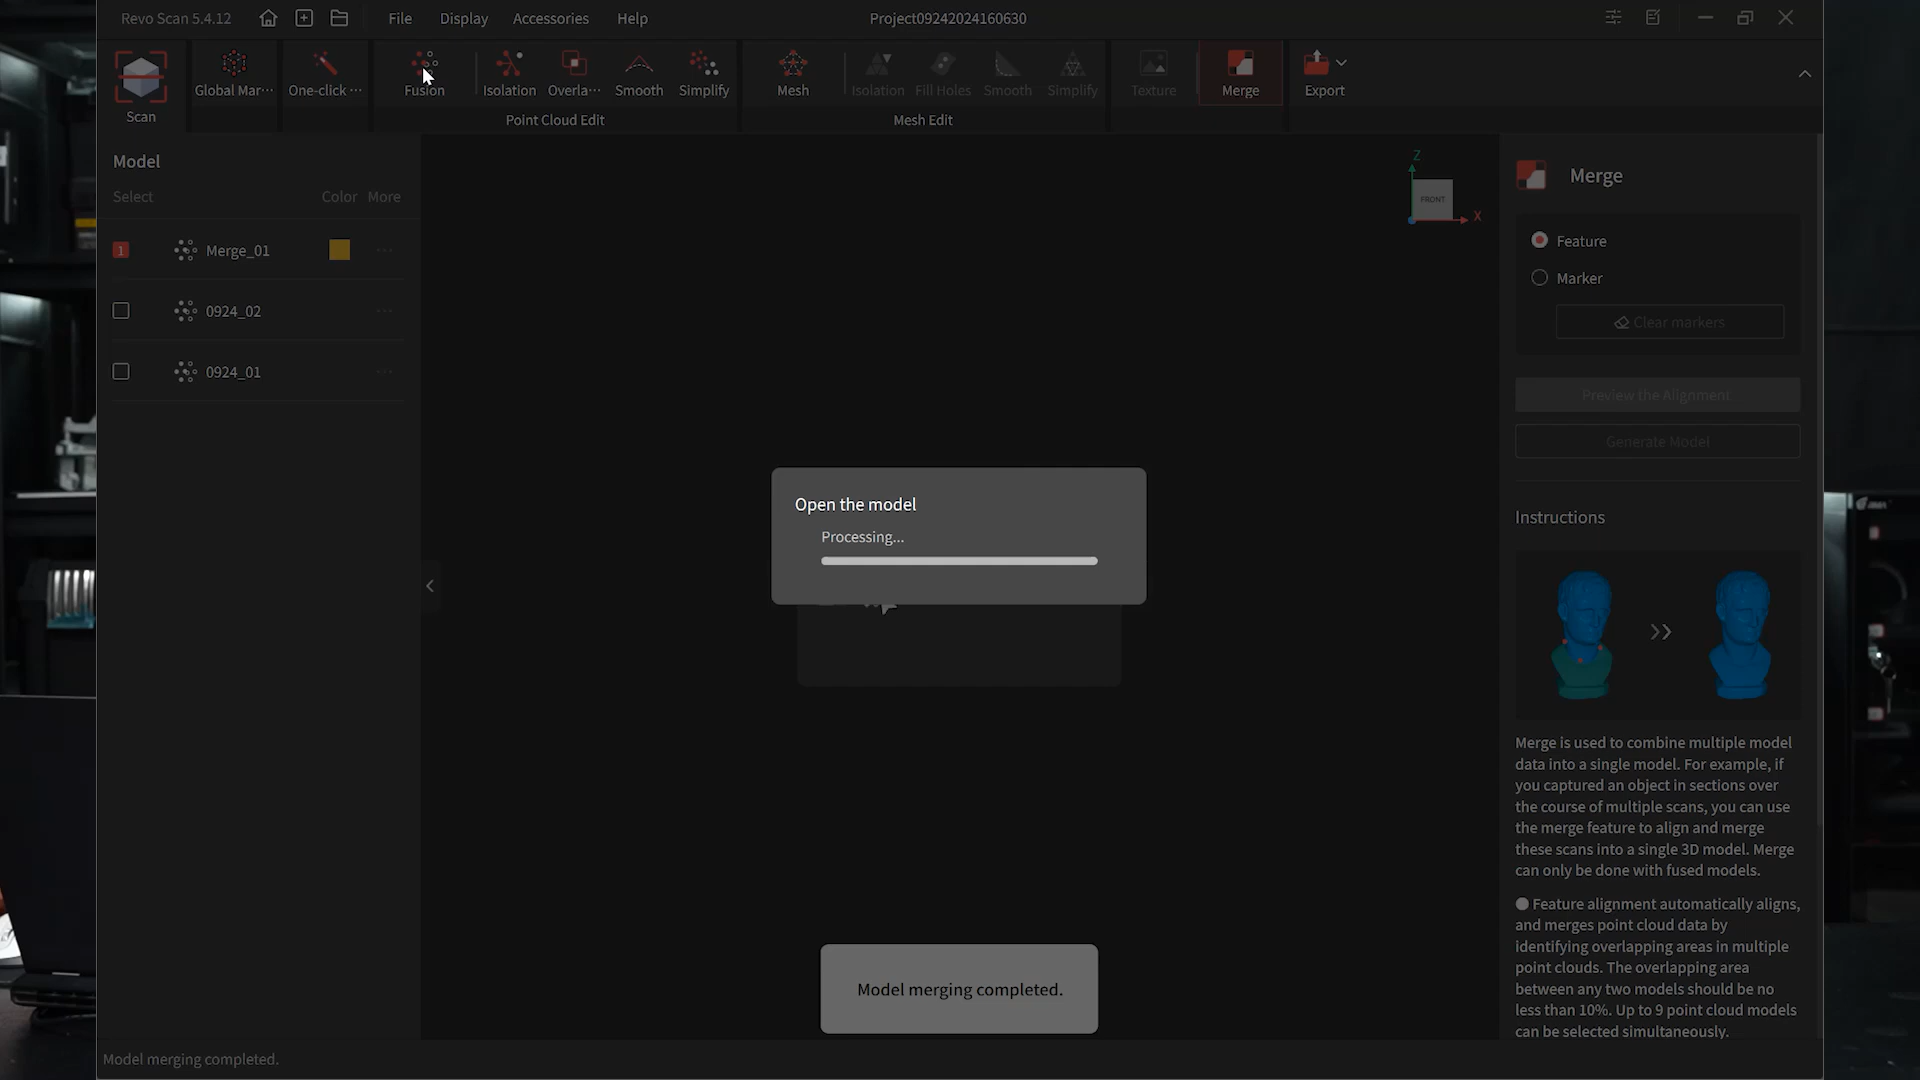 Revo Scan 5.4.12
File
Display
Accessories
Help
Project09242024160630
Scan
Global Mar···
One-click ···
Fusion
Isolation
Overla···
Smooth
Simplify
Point Cloud Edit
Mesh
Isolation
Fill Holes
Smooth
Simplify
Mesh Edit
Texture
Merge
Export
Model
Select
Color
More
1
Merge_01
0924_02
0924_01
Z
FRONT
X
Open the model
Processing...
Model merging completed.
Model merging completed.
Merge
Feature
Marker
Clear markers
Preview the Alignment
Generate Model
Instructions
Merge is used to combine multiple model
data into a single model. For example, if
you captured an object in sections over
the course of multiple scans, you can use
the merge feature to align and merge
these scans into a single 3D model. Merge
can only be done with fused models.
● Feature alignment automatically aligns,
and merges point cloud data by
identifying overlapping areas in multiple
point clouds. The overlapping area
between any two models should be no
less than 10%. Up to 9 point cloud models
can be selected simultaneously.